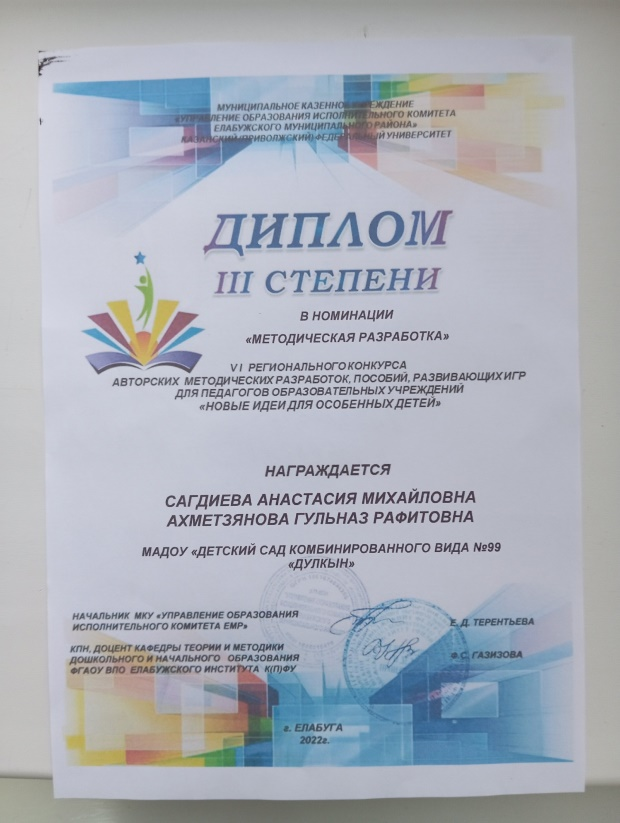 МУНИЦИПАЛЬНОЕ КАЗЕННОЕ УЧРЕЖДЕНИЕ
«УПРАВЛЕНИЕ ОБРАЗОВАНИЯ ИСПОЛНИТЕЛЬНОГО КОМИТЕТА
ЕЛАБУЖСКОГО МУНИЦИПАЛЬНОГО РАЙОНА»
КАЗАНСКИЙ (ПРИВОЛЖСКИЙ) ФЕДЕРАЛЬНЫЙ УНИВЕРСИТЕТ
ДИПЛОМ
III СТЕПЕНИ
В НОМИНАЦИИ
«МЕТОДИЧЕСКАЯ РАЗРАБОТКА»
VI РЕГИОНАЛЬНОГО КОНКУРСА
АВТОРСКИХ МЕТОДИЧЕСКИХ РАЗРАБОТОК, ПОСОБИЙ, РАЗВИВАЮЩИХ ИГР
ДЛЯ ПЕДАГОГОВ ОБРАЗОВАТЕЛЬНЫХ УЧРЕЖДЕНИЙ
«НОВЫЕ ИДЕИ ДЛЯ ОСОБЕННЫХ ДЕТЕЙ»
НАГРАЖДАЕТСЯ
САГДИЕВА АНАСТАСИЯ МИХАЙЛОВНА
АХМЕТЗЯНОВА ГУЛЬНАЗ РАФИТОВНА
МАДОУ «ДЕТСКИЙ САД КОМБИНИРОВАННОГО ВИДА №99
«ДУЛКЫН»
НАЧАЛЬНИК МКУ «УПРАВЛЕНИЕ ОБРАЗОВАНИЯ
ИСПОЛНИТЕЛЬНОГО КОМИТЕТА ЕМР»
Е. Д. ТЕРЕНТЬЕВА
КПН, ДОЦЕНТ КАФЕДРЫ ТЕОРИИ И МЕТОДИКИ
ДОШКОЛЬНОГО И НАЧАЛЬНОГО ОБРАЗОВАНИЯ
ФГАОУ ВПО ЕЛАБУЖСКОГО ИНСТИТУТА К(П)ФУ
Ф.С. ГАЗИЗОВА
г. ЕЛАБУГА
2022г.